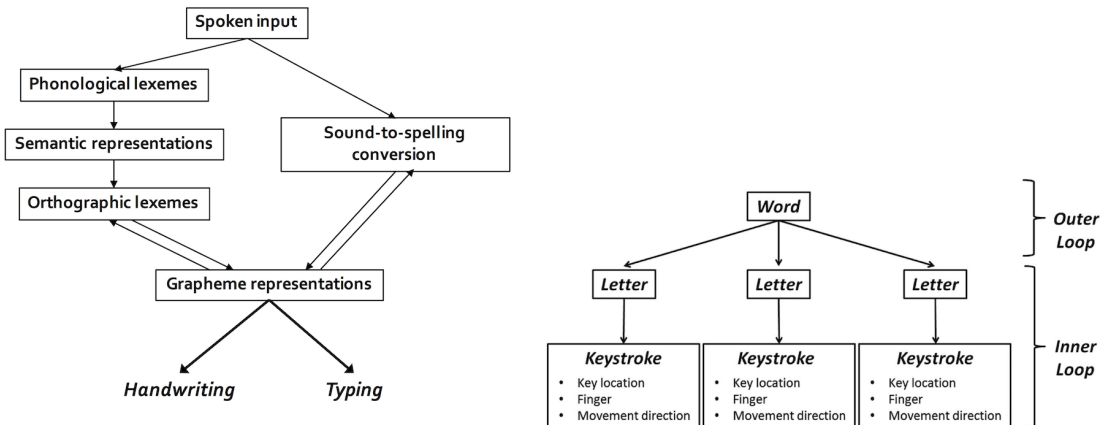 Spoken input
Phonological lexemes
Semantic representations
Orthographic lexemes
Sound-to-spelling
conversion
Grapheme representations
Handwriting
Typing
Word
Outer
Loop
Letter
Letter
Letter
Inner
Loop
Keystroke
• Key location
• Finger
• Movement direction
Keystroke
• Key location
• Finger
• Movement direction
Keystroke
• Key location
• Finger
• Movement direction